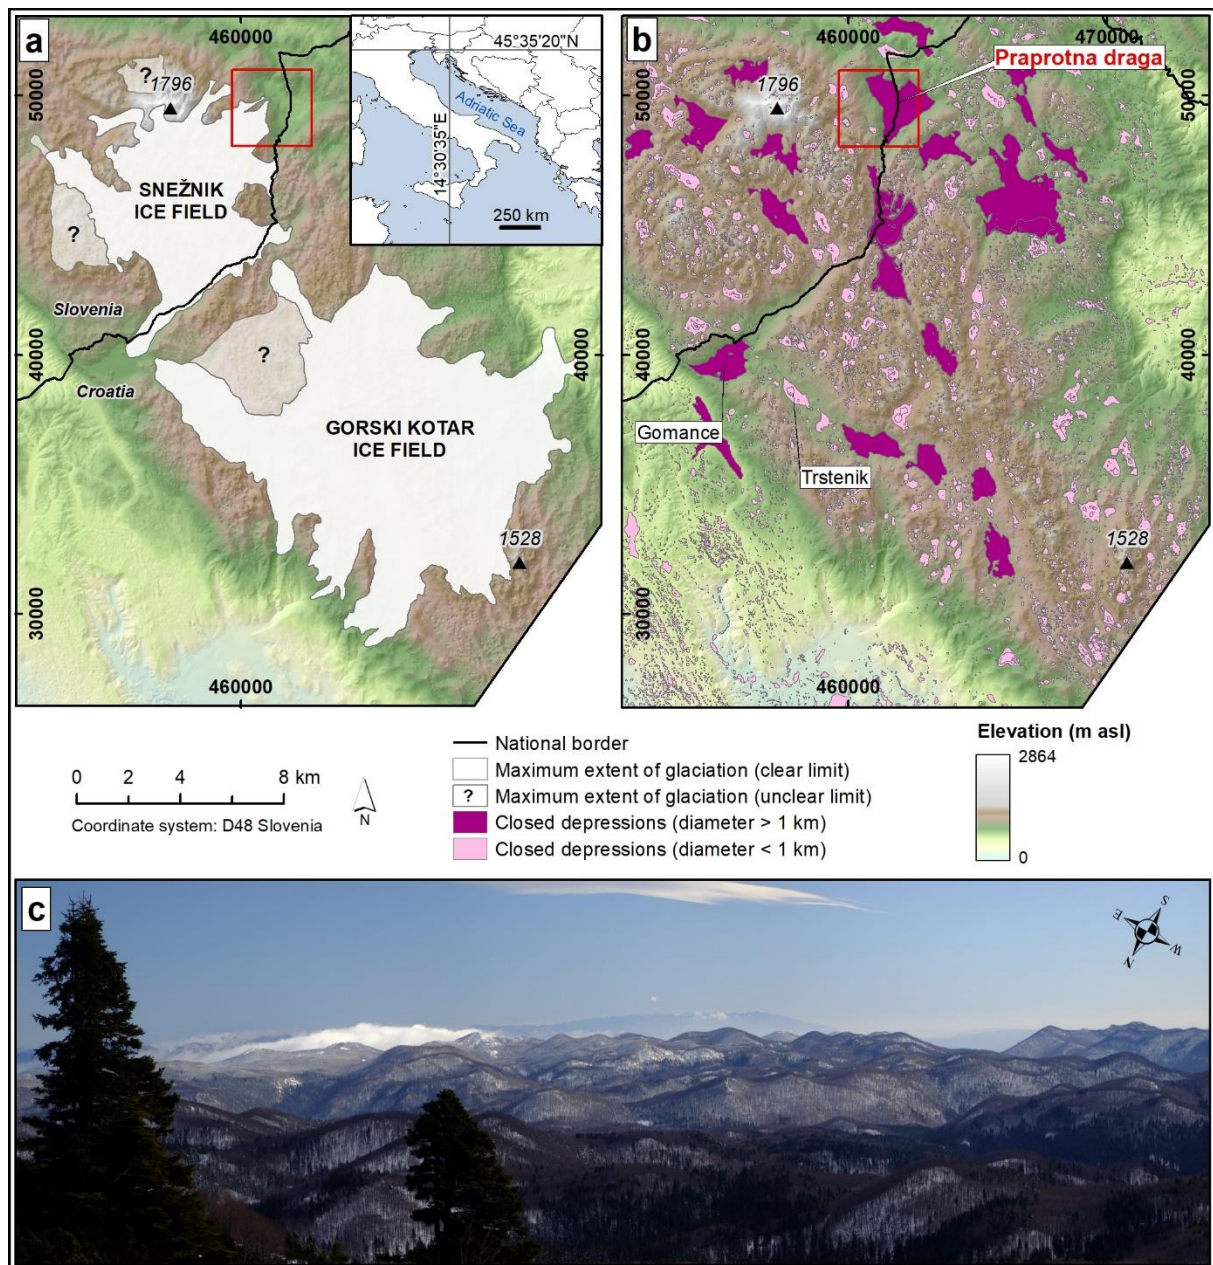 a
460000
50000
?
1796
SNEŽNIK
ICE FIELD
?
Slovenia
Croatia
?
GORSKI KOTAR
ICE FIELD
40000
1528
30000
460000
45°35'20"N
14°30'35"E
Adriatic Sea
250 km
b
460000
470000
Praprotna draga
1796
50000
50000
40000
40000
Gomance
Trstenik
1528
30000
460000
0 2 4 8 km
Coordinate system: D48 Slovenia
N
National border
Maximum extent of glaciation (clear limit)
? Maximum extent of glaciation (unclear limit)
Closed depressions (diameter > 1 km)
Closed depressions (diameter < 1 km)
Elevation (m asl)
2864
0
c
S
E
W
N